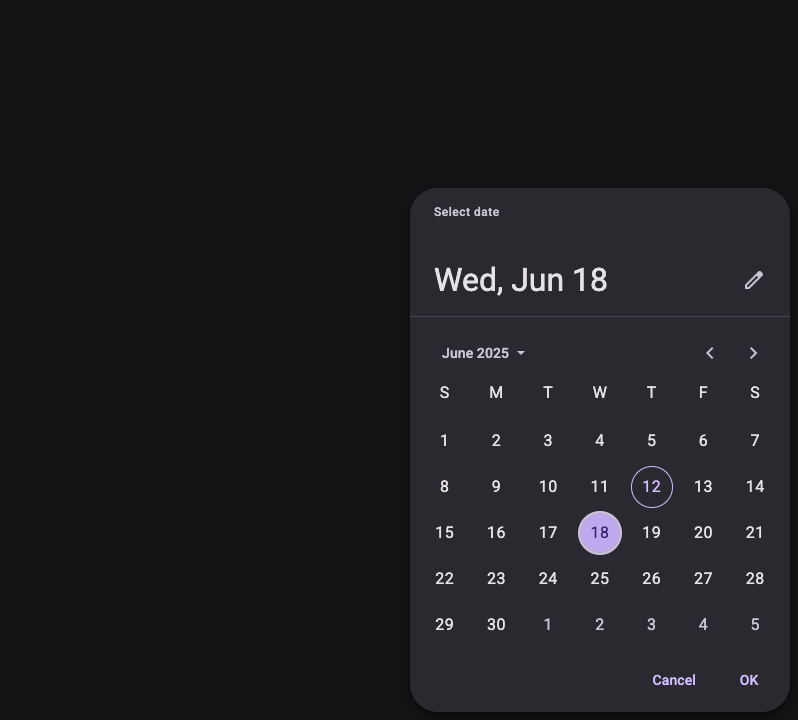 Select date
Wed, Jun 18
June 2025
S M T W T F S
1 2 3 4 5 6 7
8 9 10 11 12 13 14
15 16 17 18 19 20 21
22 23 24 25 26 27 28
29 30 1 2 3 4 5
Cancel OK